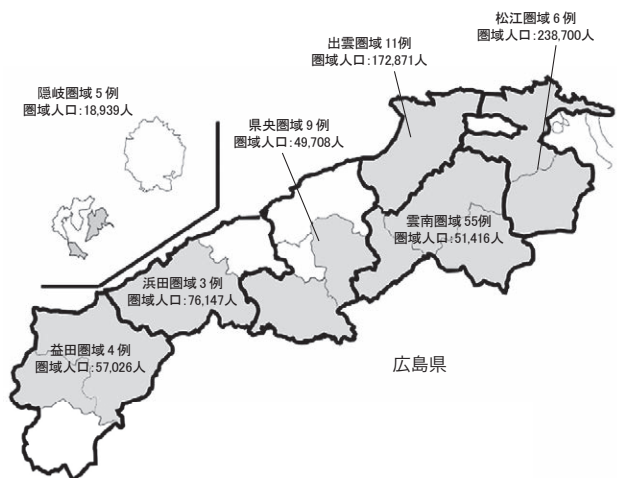 松江圏域 6 例
圏域人口:238,700人
出雲圏域 11例
圏域人口:172,871人
隠岐圏域 5 例
圏域人口:18,939人
県央圏域 9 例
圏域人口:49,708人
雲南圏域 55例
圏域人口:51,416人
浜田圏域 3 例
圏域人口:76,147人
益田圏域 4 例
圏域人口:57,026人
広島県